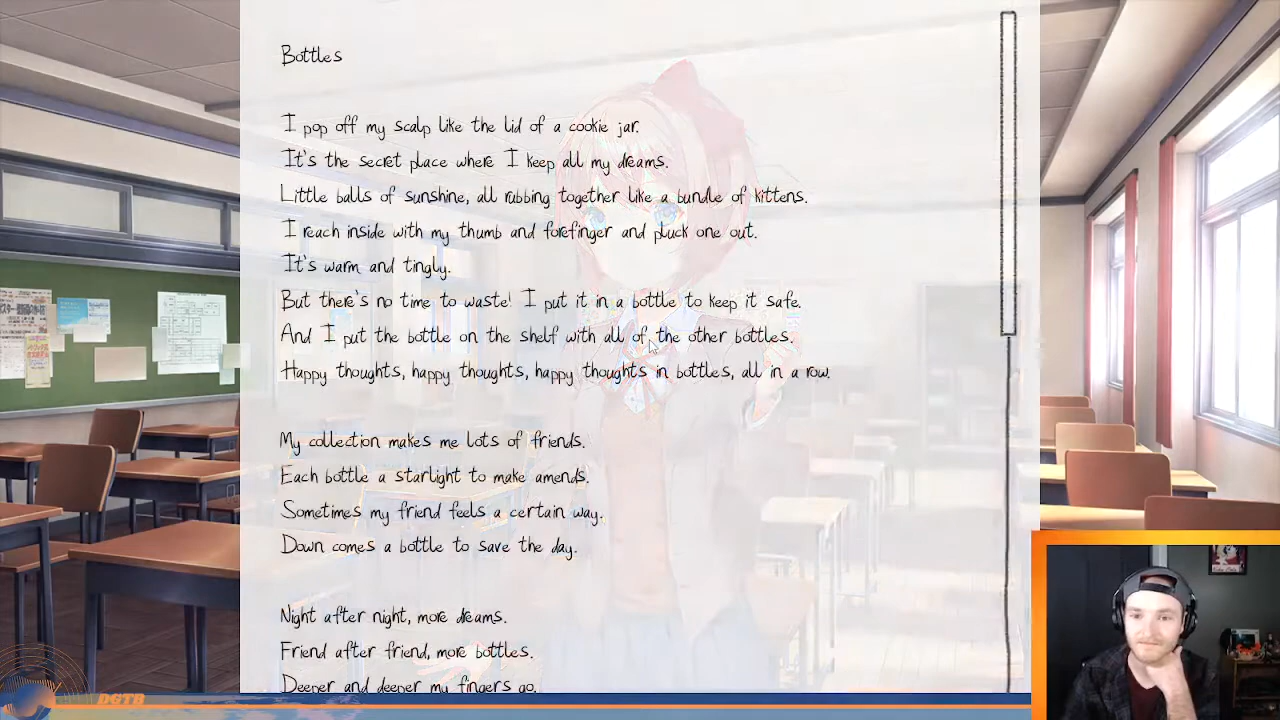 Bottles
I pop off my scalp like the lid of a cookie jar.
It's the secret place where I keep all my dreams.
Little balls of sunshine, all rubbing together like a bundle of kittens.
I reach inside with my thumb and forefinger and pluck one out.
It's warm and tingly.
But there's no time to waste! I put it in a bottle to keep it safe.
And I put the bottle on the shelf with all of the other bottles.
Happy thoughts, happy thoughts, happy thoughts in bottles, all in a row.
My collection makes me lots of friends.
Each bottle a starlight to make amends.
Sometimes my friend feels a certain way.
Down comes a bottle to save the day.
Night after night, more dreams.
Friend after friend, more bottles.
Deeper and deeper my fingers go.
DGTB